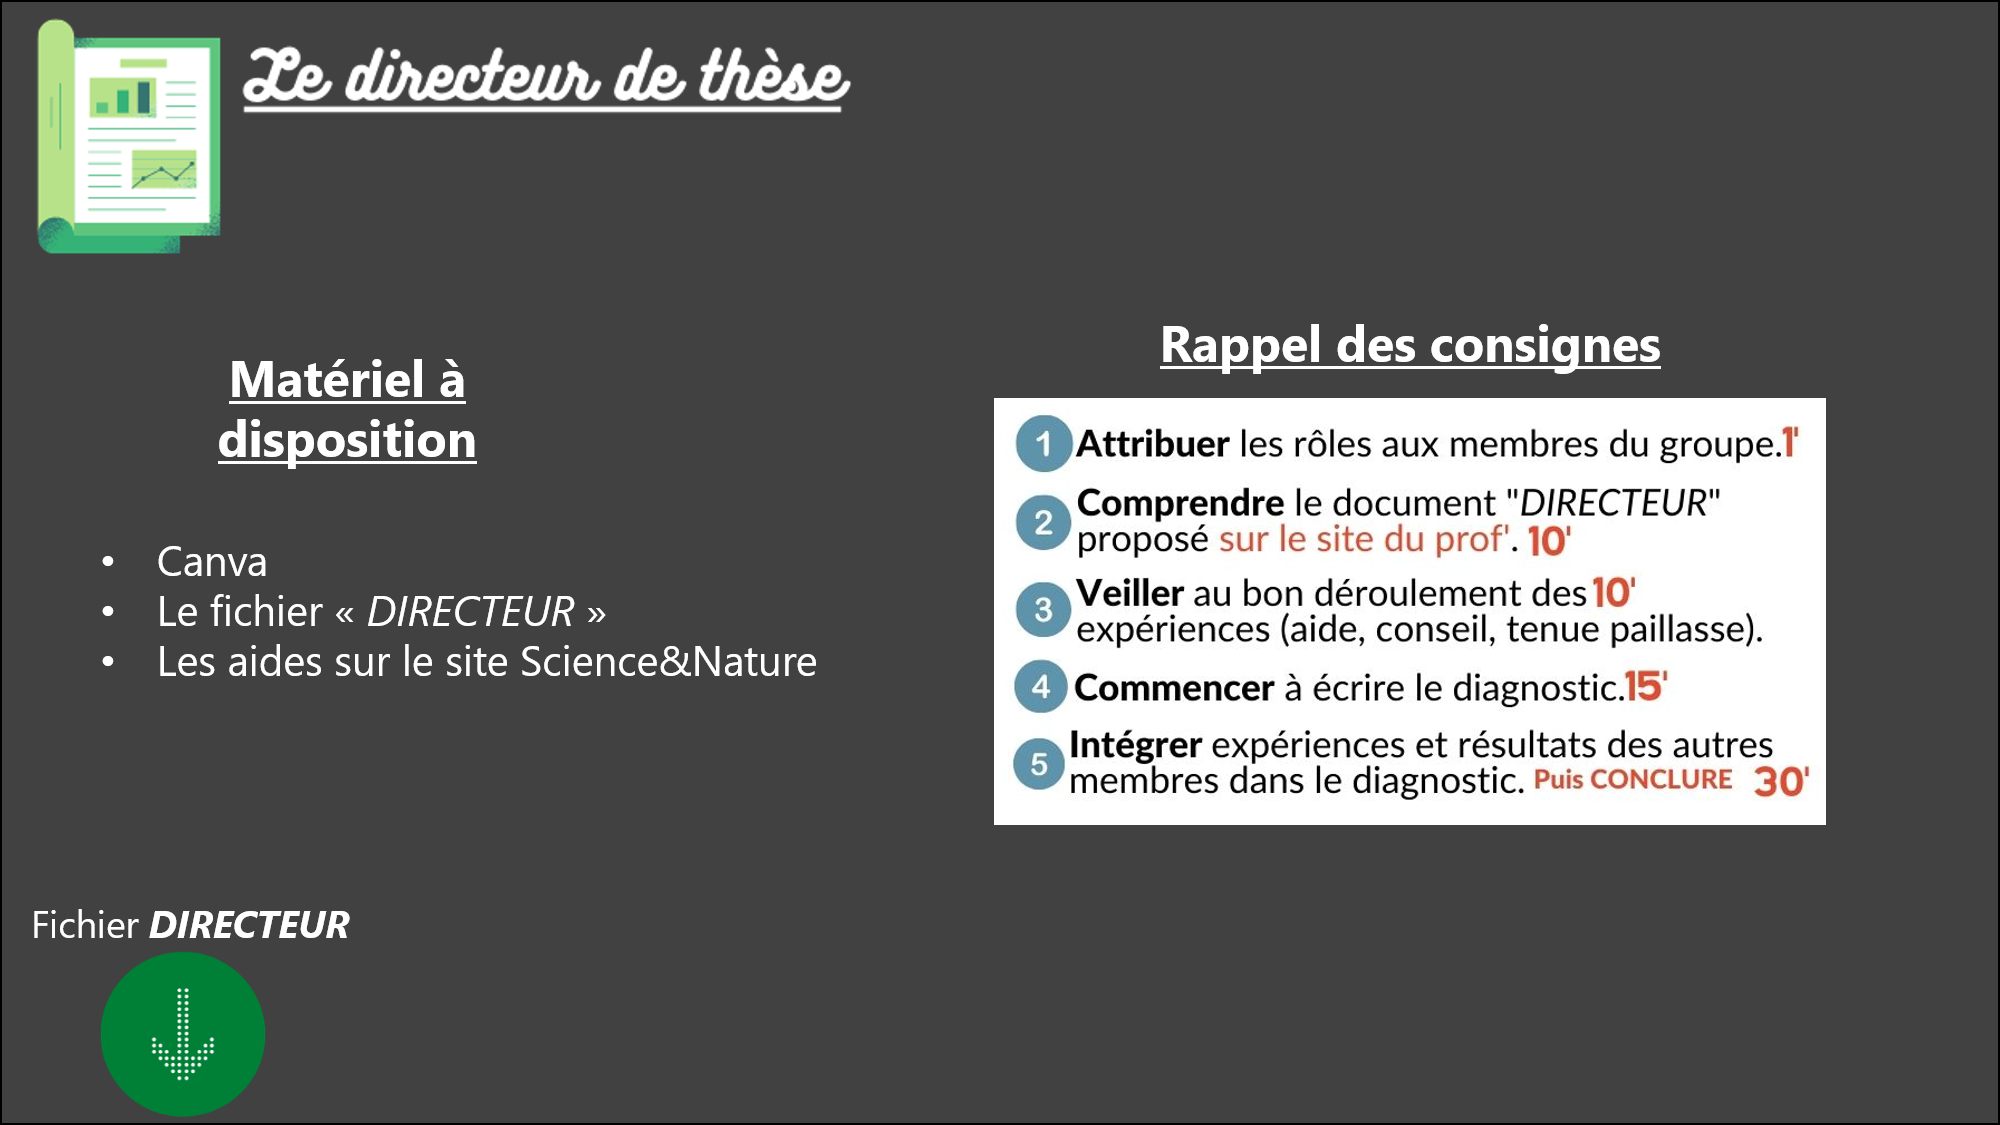 Le directeur de thèse
Matériel à
disposition
• Canva
• Le fichier « DIRECTEUR »
• Les aides sur le site Science&Nature
Fichier DIRECTEUR
Rappel des consignes
1 Attribuer les rôles aux membres du groupe. 1'
2 Comprendre le document "DIRECTEUR"
proposé sur le site du prof'. 10'
3 Veiller au bon déroulement des 10'
expériences (aide, conseil, tenue paillasse).
4 Commencer à écrire le diagnostic. 15'
5 Intégrer expériences et résultats des autres
membres dans le diagnostic. Puis CONCLURE 30'